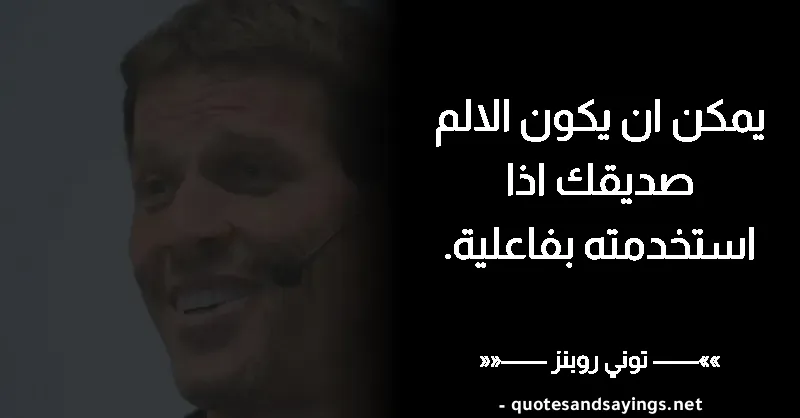 يمكن ان يكون الالم
صديقك اذا
استخدمته بفاعلية.
»»—— توني روبنز ——««
- quotesandsayings.net